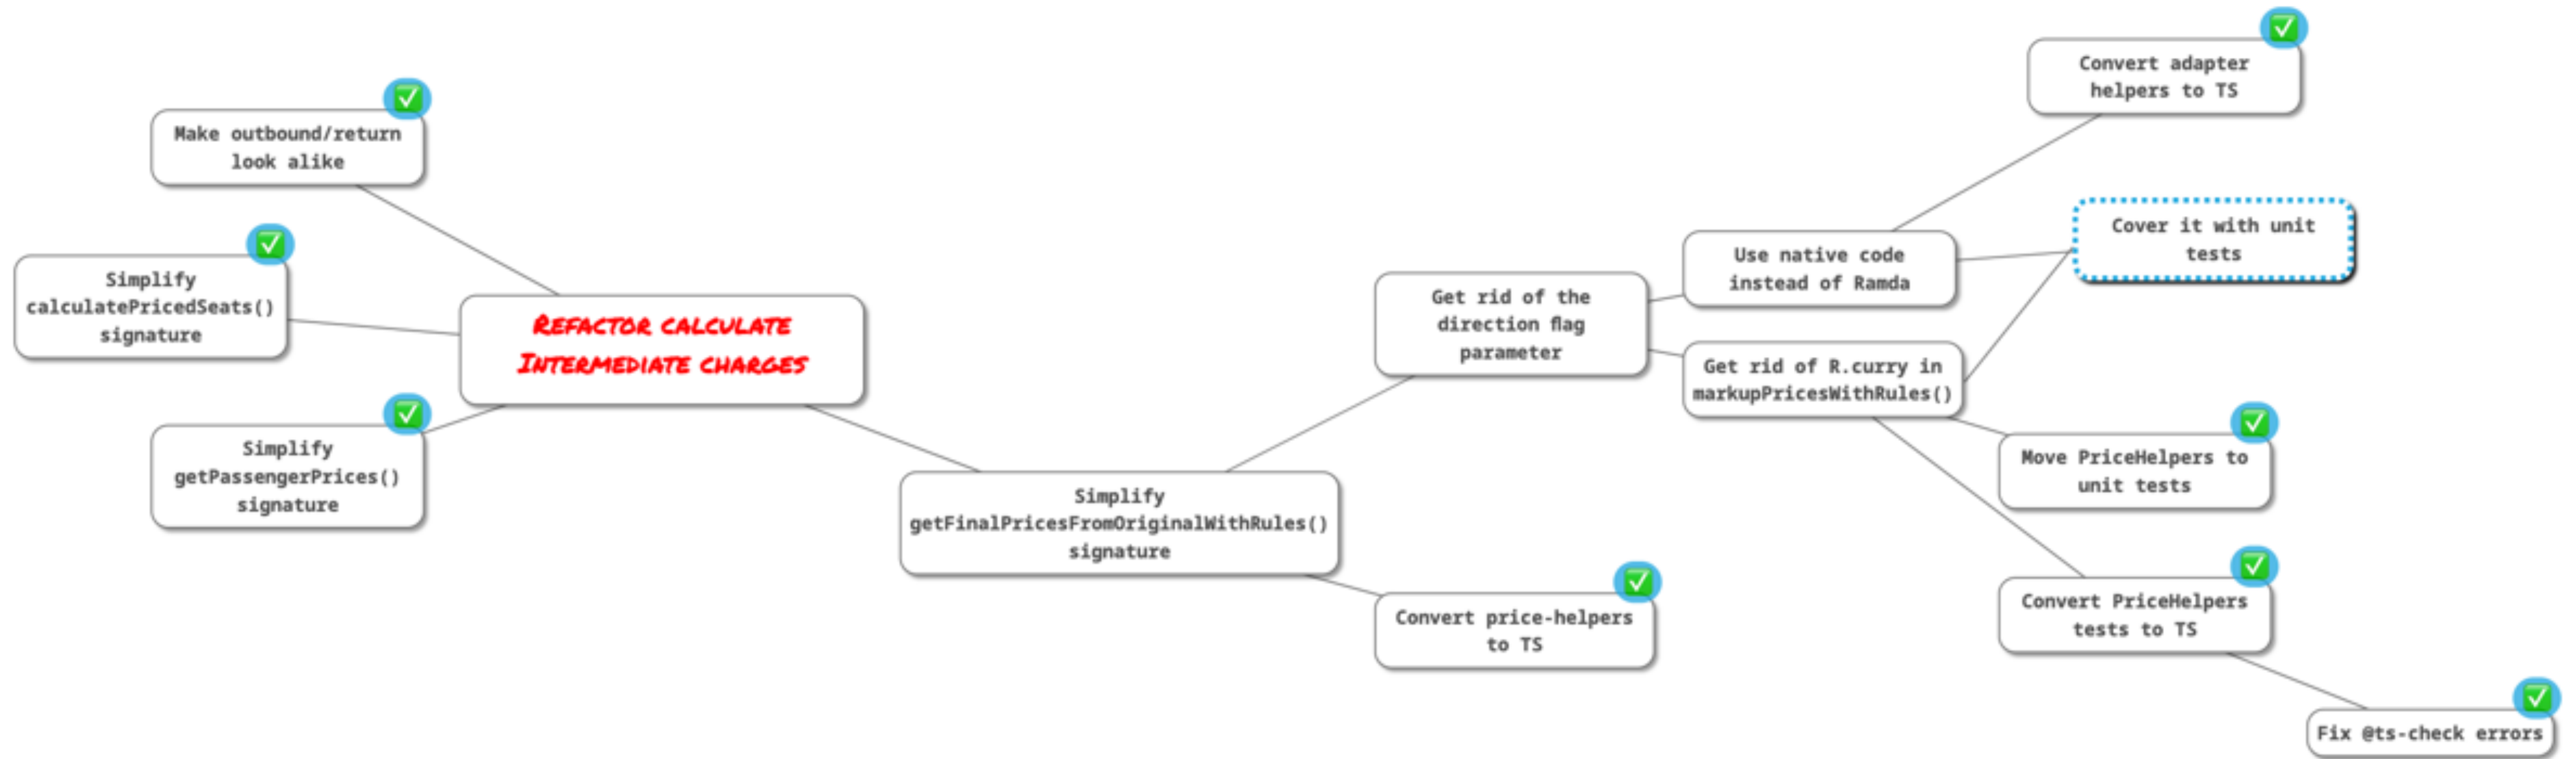 Convert adapter
helpers to TS
Make outbound/return
look alike
Cover it with unit
tests
Use native code
instead of Ramda
Simplify
calculatePricedSeats()
signature
REFACTOR CALCULATE
INTERMEDIATE CHARGES
Get rid of the
direction flag
parameter
Get rid of R.curry in
markupPricesWithRules()
Simplify
getPassengerPrices()
signature
Move PriceHelpers to
unit tests
Simplify
getFinalPricesFromOriginalWithRules()
signature
Convert price-helpers
to TS
Convert PriceHelpers
tests to TS
Fix @ts-check errors